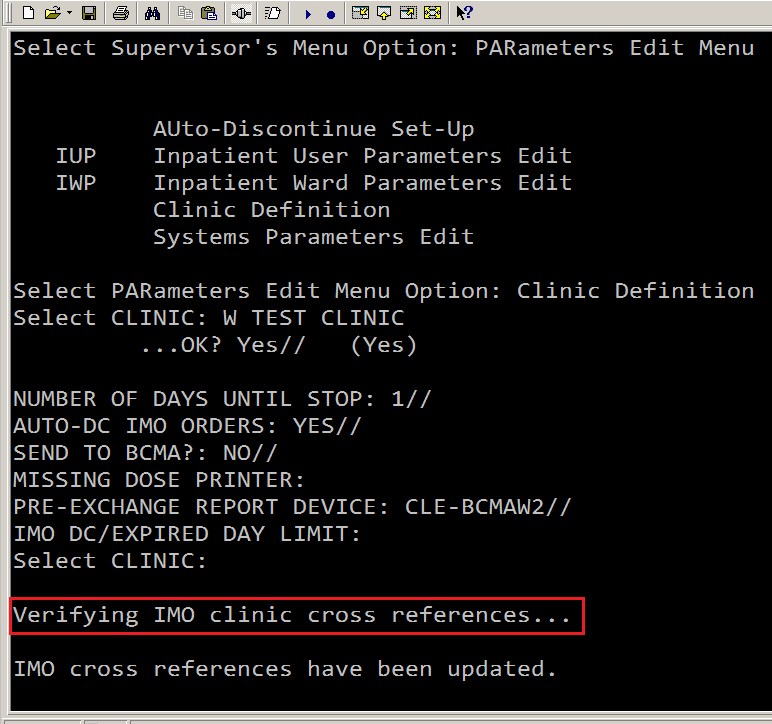 Select Supervisor's Menu Option: PARameters Edit Menu
AUto-Discontinue Set-Up
IUP Inpatient User Parameters Edit
IWP Inpatient Ward Parameters Edit
Clinic Definition
Systems Parameters Edit
Select PARameters Edit Menu Option: Clinic Definition
Select CLINIC: W TEST CLINIC
...OK? Yes// (Yes)
NUMBER OF DAYS UNTIL STOP: 1//
AUTO-DC IMO ORDERS: YES//
SEND TO BCMA?: NO//
MISSING DOSE PRINTER:
PRE-EXCHANGE REPORT DEVICE: CLE-BCMAW2//
IMO DC/EXPIRED DAY LIMIT:
Select CLINIC:
Verifying IMO clinic cross references...
IMO cross references have been updated.